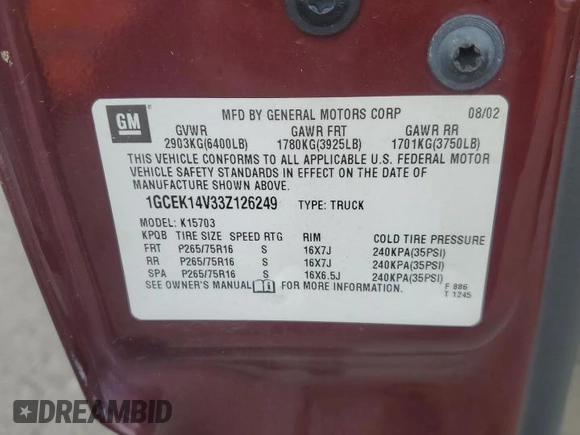 GM ®
MFD BY GENERAL MOTORS CORP 08/02
GVWR GAWR FRT GAWR RR
2903KG(6400LB) 1780KG(3925LB) 1701KG(3750LB)
THIS VEHICLE CONFORMS TO ALL APPLICABLE U.S. FEDERAL MOTOR
VEHICLE SAFETY STANDARDS IN EFFECT ON THE DATE OF
MANUFACTURE SHOWN ABOVE.
1GCEK14V33Z126249 TYPE: TRUCK
MODEL: K15703
KPQB TIRE SIZE SPEED RTG RIM COLD TIRE PRESSURE
FRT P265/75R16 S 16X7J 240KPA(35PSI)
RR P265/75R16 S 16X7J 240KPA(35PSI)
SPA P265/75R16 S 16X6.5J 240KPA(35PSI)
SEE OWNER'S MANUAL FOR MORE INFORMATION. F 886
T 1245
DREAMBID